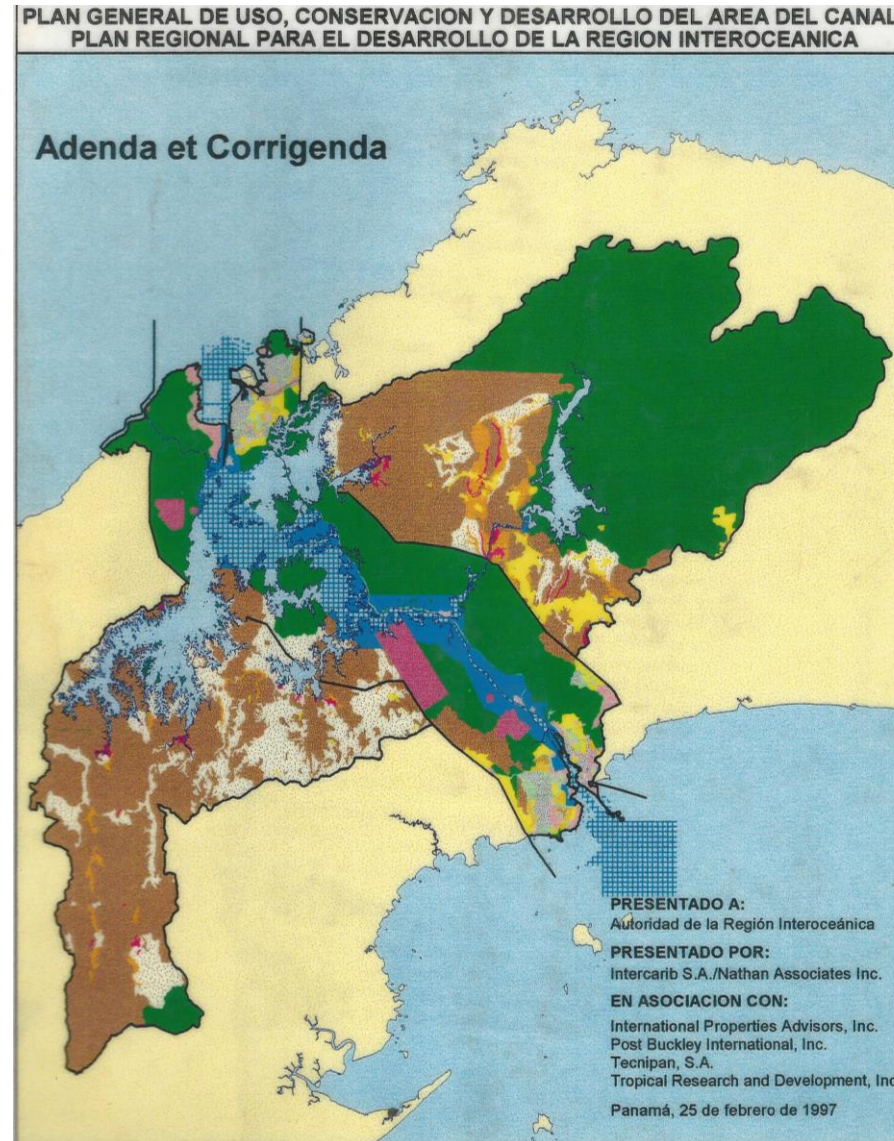 PLAN GENERAL DE USO, CONSERVACION Y DESARROLLO DEL AREA DEL CANAL
PLAN REGIONAL PARA EL DESARROLLO DE LA REGION INTEROCEANICA
Adenda et Corrigenda
PRESENTADO A:
Autoridad de la Región Interoceánica
PRESENTADO POR:
Intercarib S.A./Nathan Associates Inc.
EN ASOCIACION CON:
International Properties Advisors, Inc.
Post Buckley International, Inc.
Tecnipan, S.A.
Tropical Research and Development, Inc
Panamá, 25 de febrero de 1997